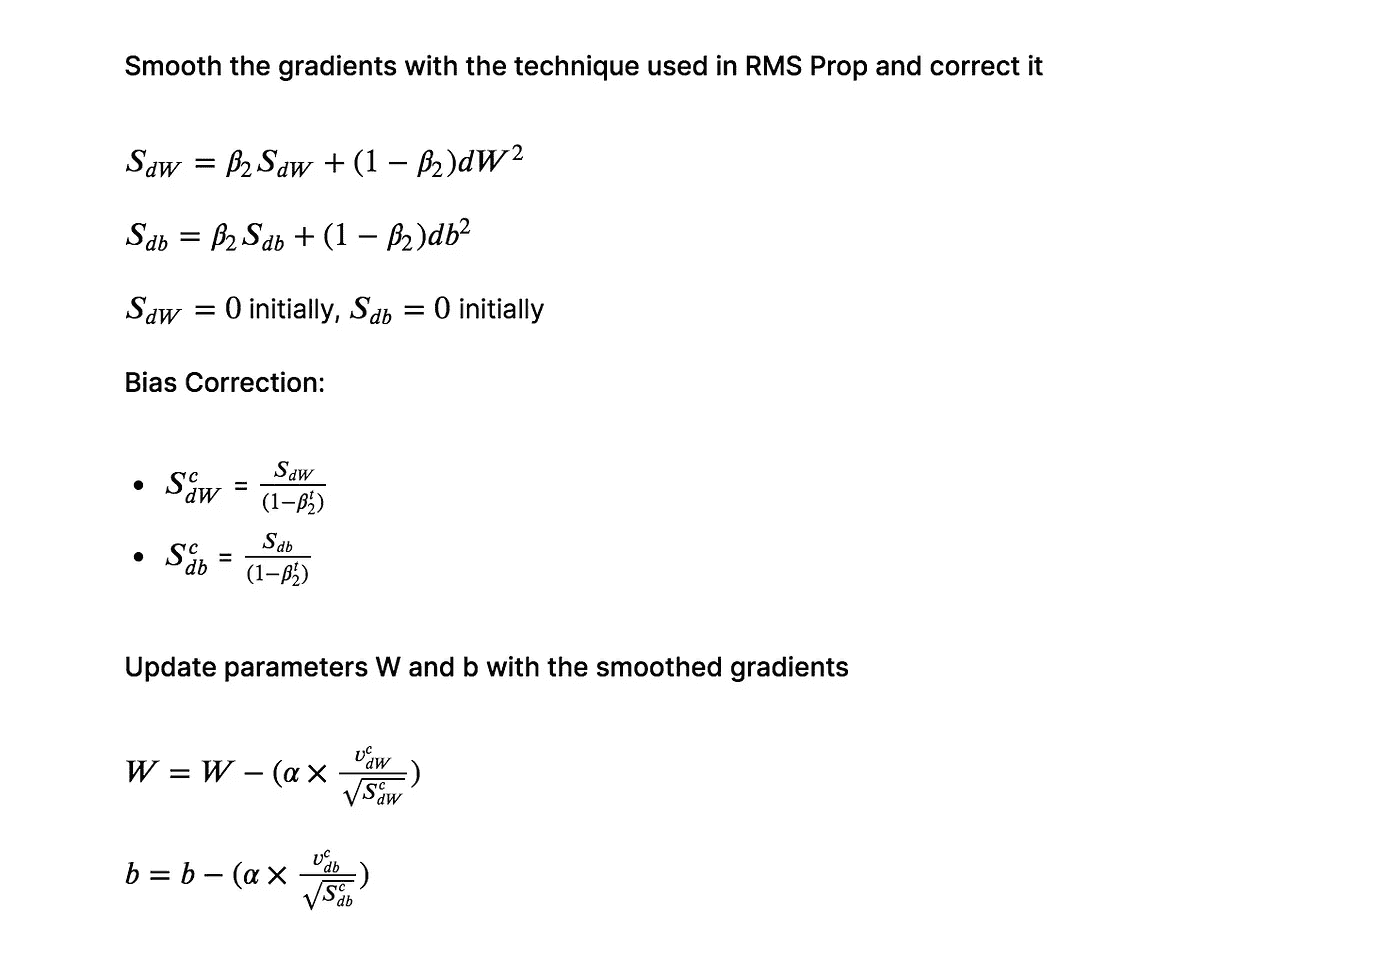 Smooth the gradients with the technique used in RMS Prop and correct it
$S_{dW} = \beta_2 S_{dW} + (1 - \beta_2)dW^2$
$S_{db} = \beta_2 S_{db} + (1 - \beta_2)db^2$
$S_{dW} = 0$ initially, $S_{db} = 0$ initially
Bias Correction:
• $S^c_{dW} = \frac{S_{dW}}{(1-\beta_2^t)}$
• $S^c_{db} = \frac{S_{db}}{(1-\beta_2^t)}$
Update parameters W and b with the smoothed gradients
$W = W - (\alpha \times \frac{v^c_{dW}}{\sqrt{S^c_{dW}}})$
$b = b - (\alpha \times \frac{v^c_{db}}{\sqrt{S^c_{db}}})$